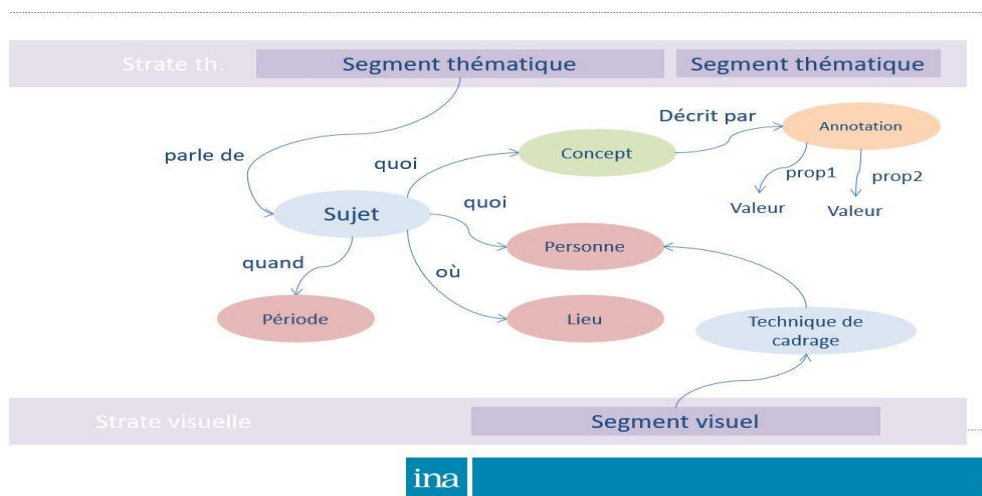 Strate th.
Segment thématique
Segment thématique
Décrit par
Annotation
parle de
quoi
Concept
prop1
prop2
Valeur
Valeur
Sujet
quoi
Personne
quand
où
Période
Lieu
Technique de
cadrage
Strate visuelle
Segment visuel
ina